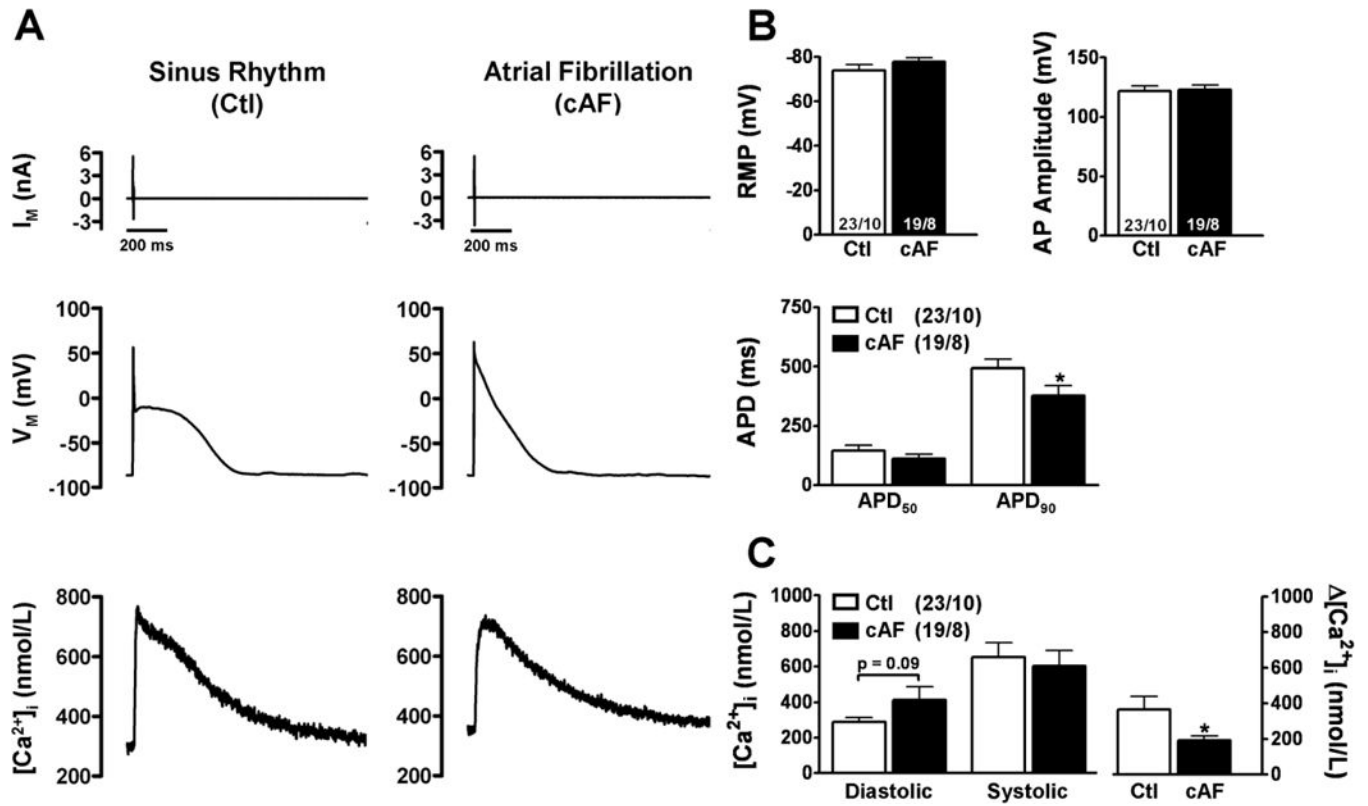 A
Sinus Rhythm
(Ctl)
Atrial Fibrillation
(cAF)
I_M (nA)
6
3
0
-3
200 ms
6
3
0
-3
200 ms
V_M (mV)
100
50
0
-50
-100
100
50
0
-50
-100
[Ca²⁺]ᵢ (nmol/L)
800
600
400
200
800
600
400
200
B
RMP (mV)
-80
-60
-40
-20
0
23/10
19/8
Ctl
cAF
AP Amplitude (mV)
150
100
50
0
23/10
19/8
Ctl
cAF
APD (ms)
750
500
250
0
Ctl (23/10)
cAF (19/8)
*
APD₅₀
APD₉₀
C
[Ca²⁺]ᵢ (nmol/L)
1000
800
600
400
200
0
Ctl (23/10)
cAF (19/8)
p = 0.09
Diastolic
Systolic
*
Ctl
cAF
1000
800
600
400
200
0
Δ[Ca²⁺]ᵢ (nmol/L)